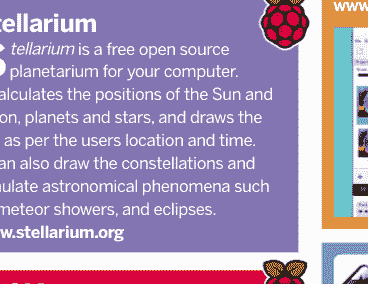 tellarium
S
tellarium is a free open source
planetarium for your computer.
alculates the positions of the Sun and
on, planets and stars, and draws the
as per the users location and time.
an also draw the constellations and
ulate astronomical phenomena such
meteor showers, and eclipses.
w.stellarium.org
www